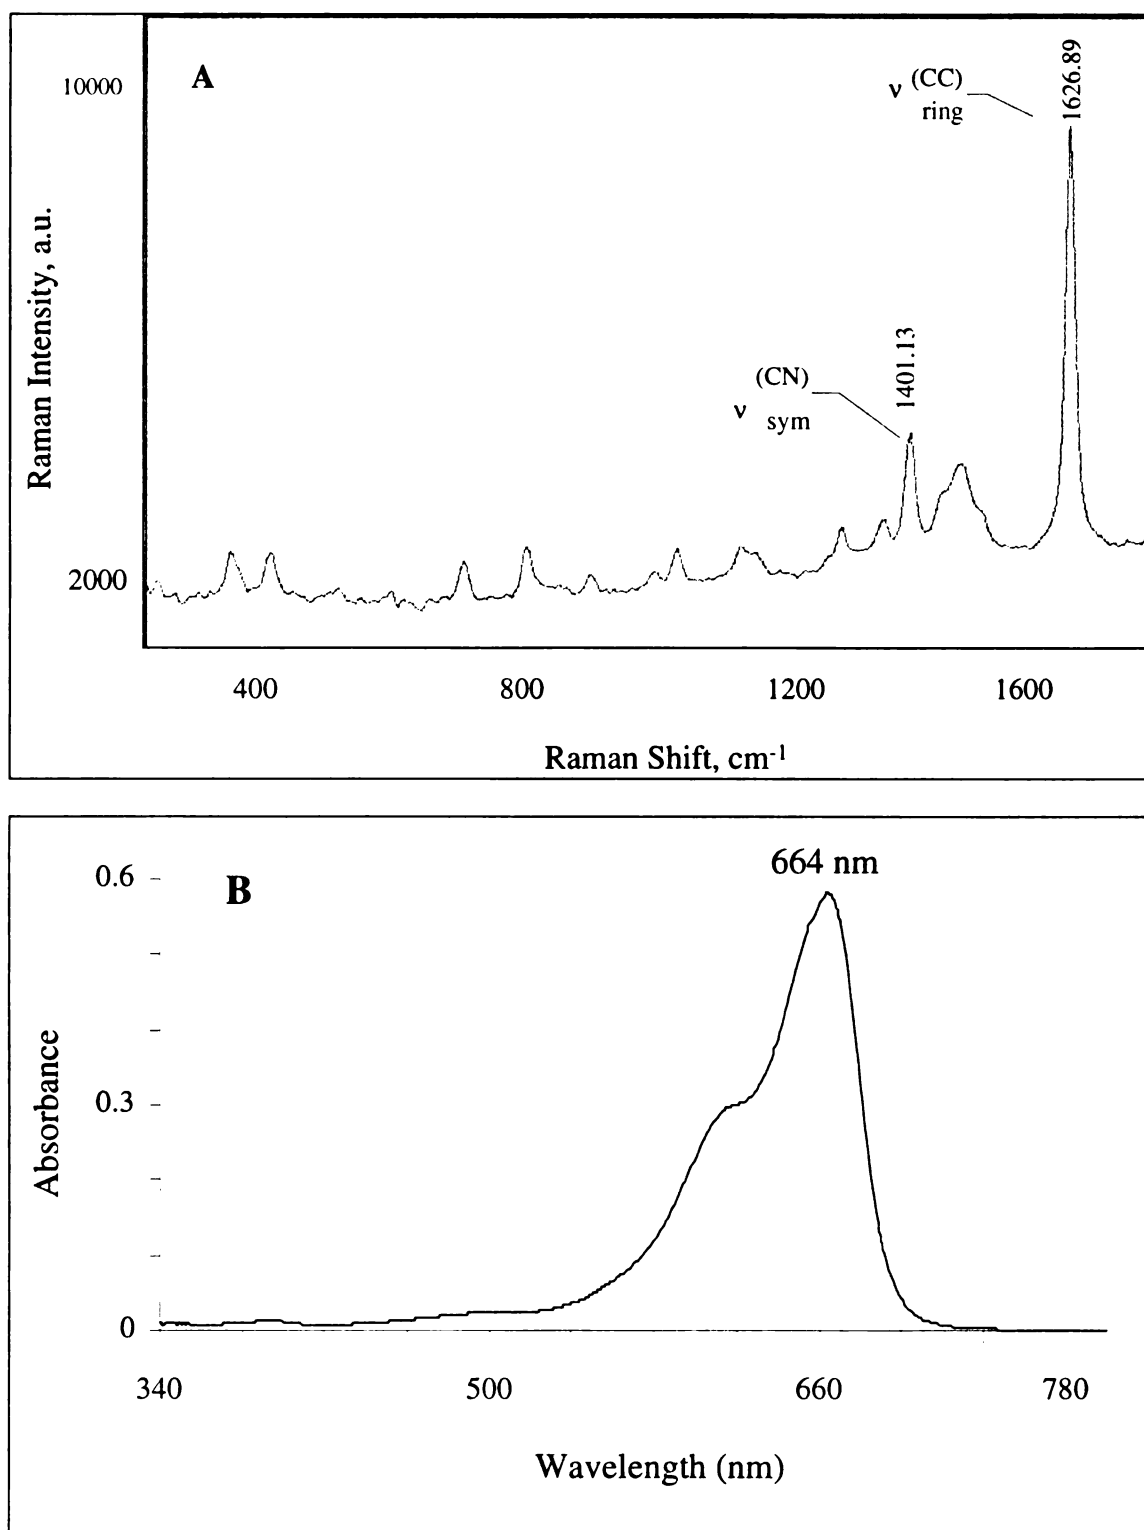 A
10000
ν (CC) ring
1626.89
(CN)
ν sym
1401.13
Raman Intensity, a.u.
2000
400 800 1200 1600
Raman Shift, cm-1
664 nm
0.6
B
Absorbance
0.3
0
340 500 660 780
Wavelength (nm)